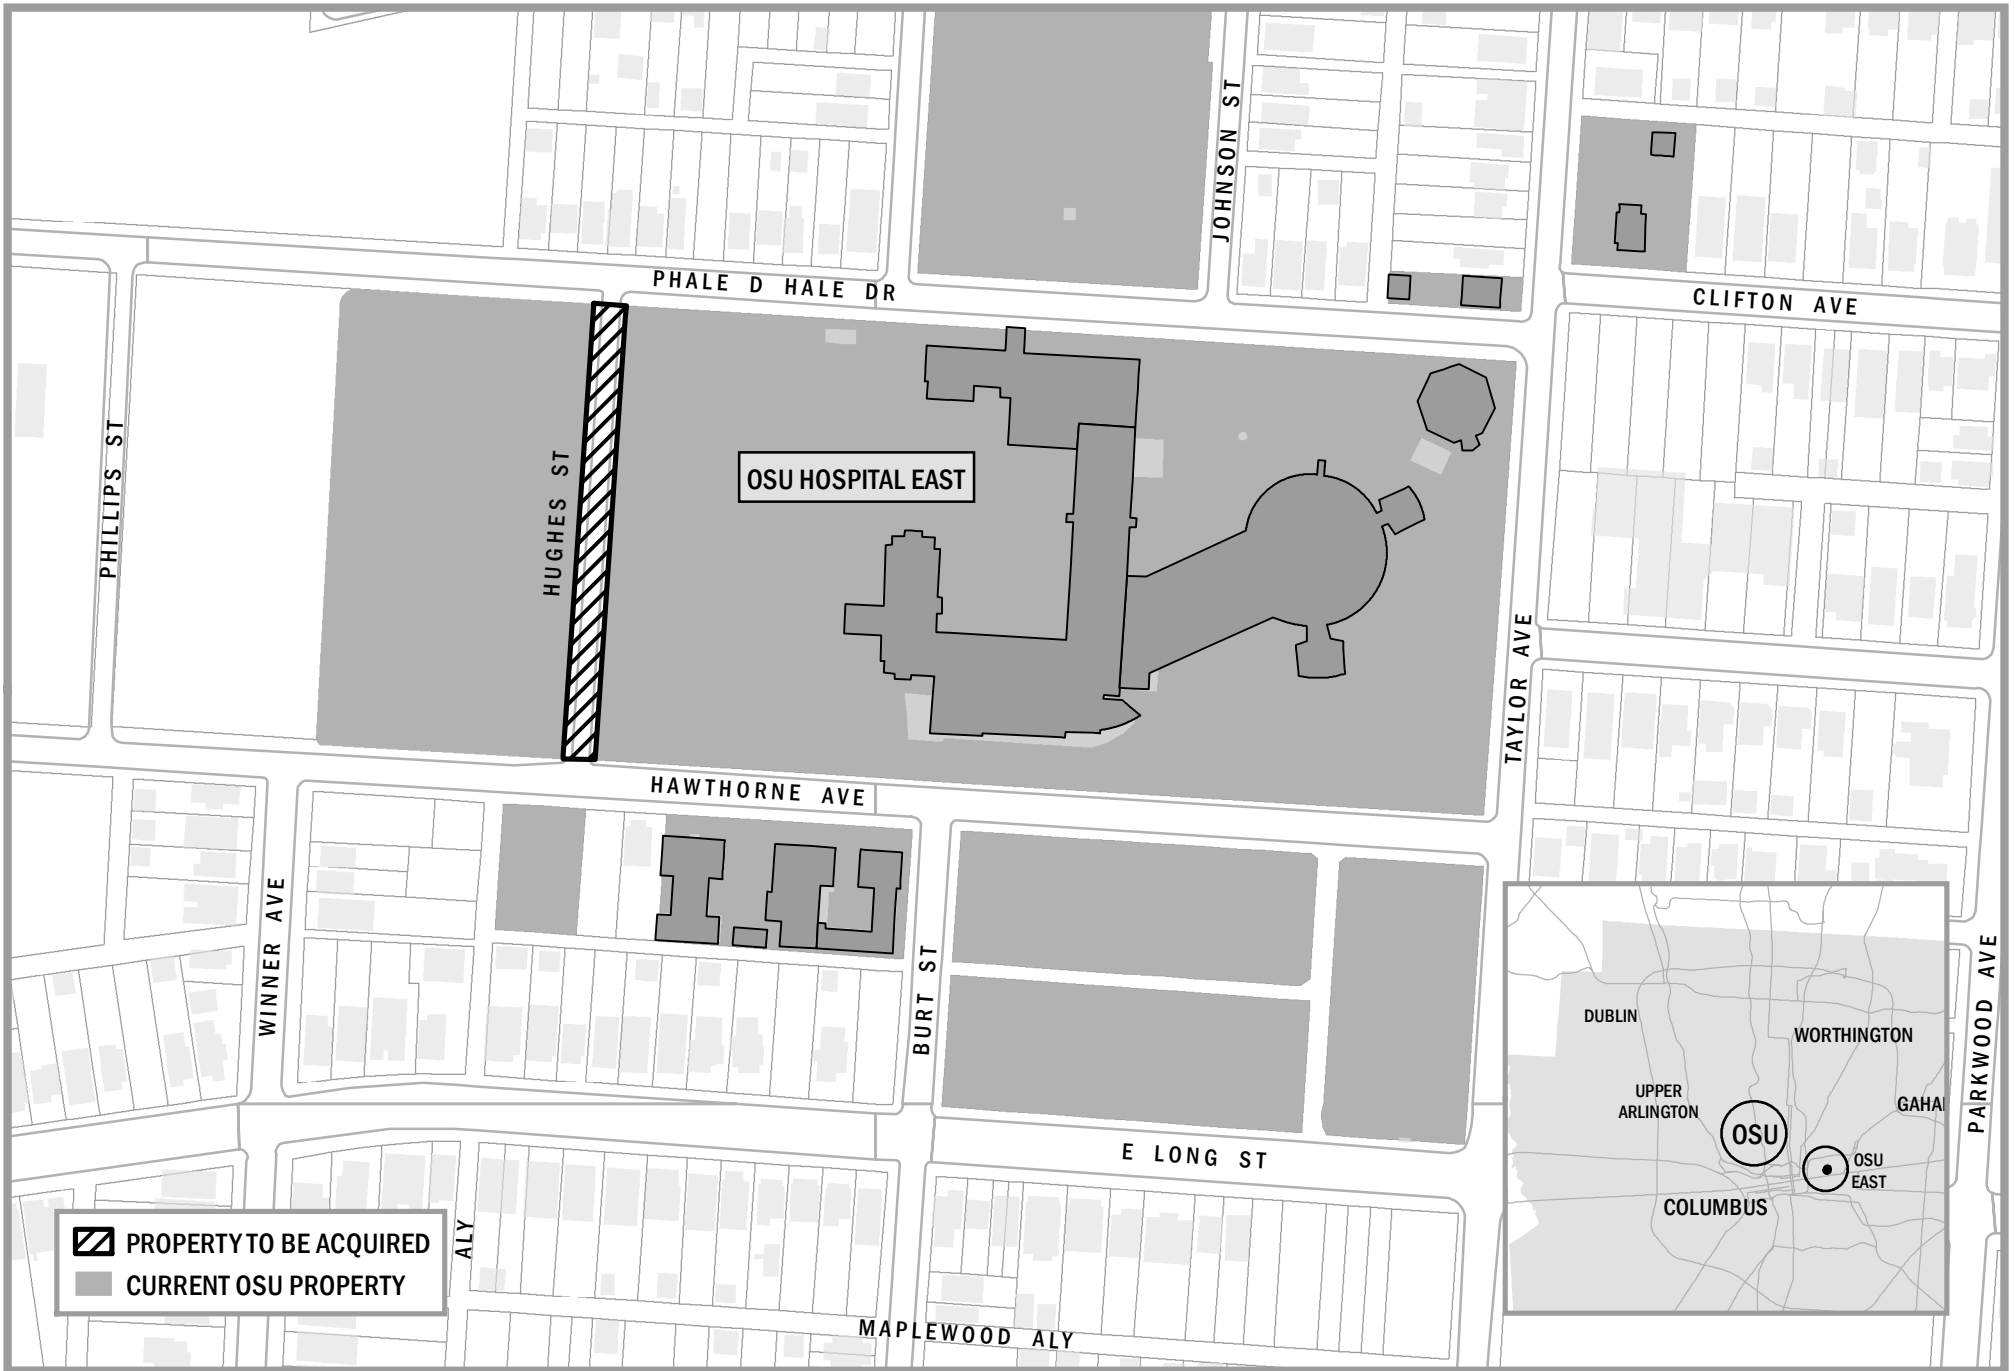 JOHNSON ST
PHALE D HALE DR
CLIFTON AVE
PHILLIPS ST
HUGHES ST
OSU HOSPITAL EAST
TAYLOR AVE
HAWTHORNE AVE
WINNER AVE
BURT ST
PARKWOOD AVE
E LONG ST
ALY
MAPLEWOOD ALY
PROPERTY TO BE ACQUIRED
CURRENT OSU PROPERTY
DUBLIN
WORTHINGTON
UPPER
ARLINGTON
GAHA
OSU
OSU
EAST
COLUMBUS